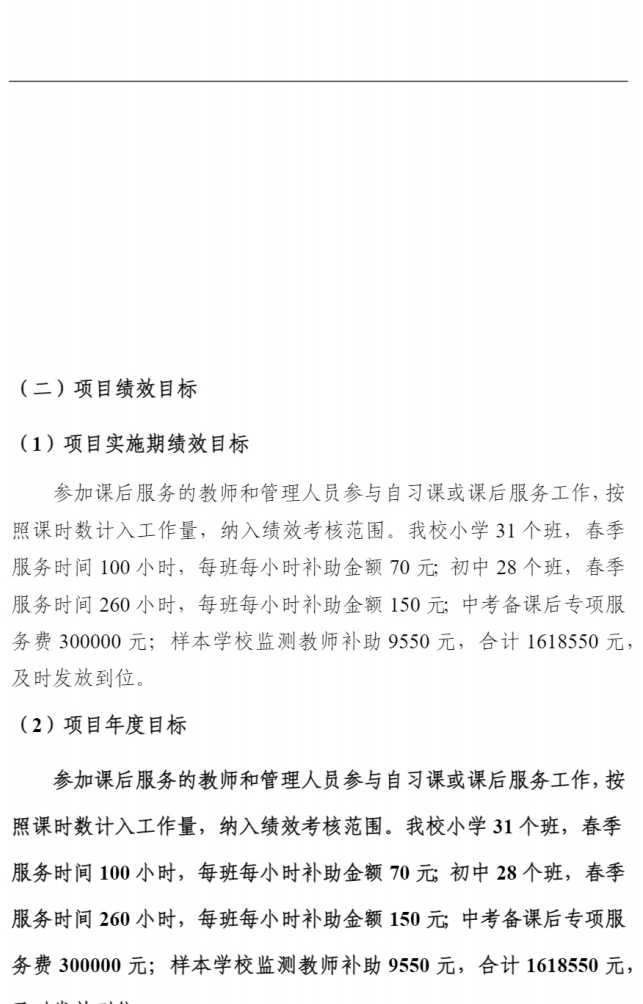 （二）项目绩效目标
（1）项目实施期绩效目标
参加课后服务的教师和管理人员参与自习课或课后服务工作，按
照课时数计入工作量，纳入绩效考核范围。我校小学 31 个班，春季
服务时间 100 小时，每班每小时补助金额 70 元；初中 28 个班，春季
服务时间 260 小时，每班每小时补助金额 150 元；中考备课后专项服
务费 300000 元；样本学校监测教师补助 9550 元，合计 1618550 元，
及时发放到位。
（2）项目年度目标
参加课后服务的教师和管理人员参与自习课或课后服务工作，按
照课时数计入工作量，纳入绩效考核范围。我校小学 31 个班，春季
服务时间 100 小时，每班每小时补助金额 70 元；初中 28 个班，春季
服务时间 260 小时，每班每小时补助金额 150 元；中考备课后专项服
务费 300000 元；样本学校监测教师补助 9550 元，合计 1618550 元，